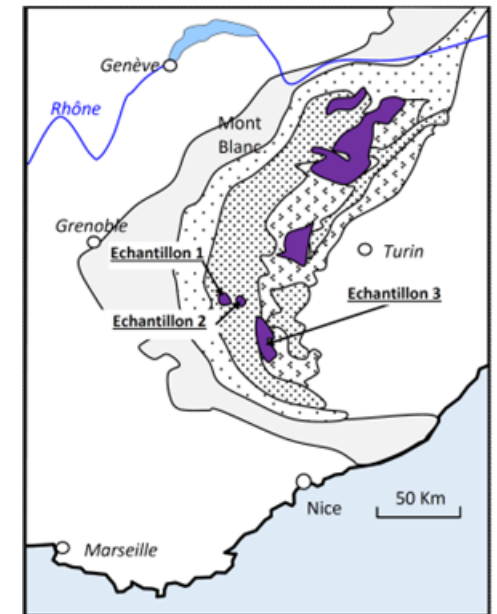 Genève
Rhône
Mont
Blanc
Grenoble
Echantillon 1
Turin
Echantillon 3
Echantillon 2
Nice
50 Km
Marseille